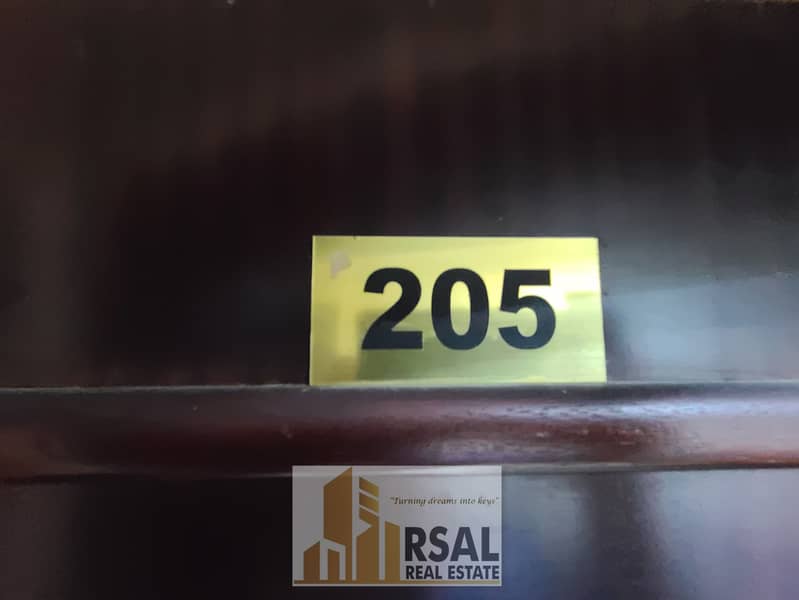 205
"Turning dreams into keys"
RSAL
REAL ESTATE